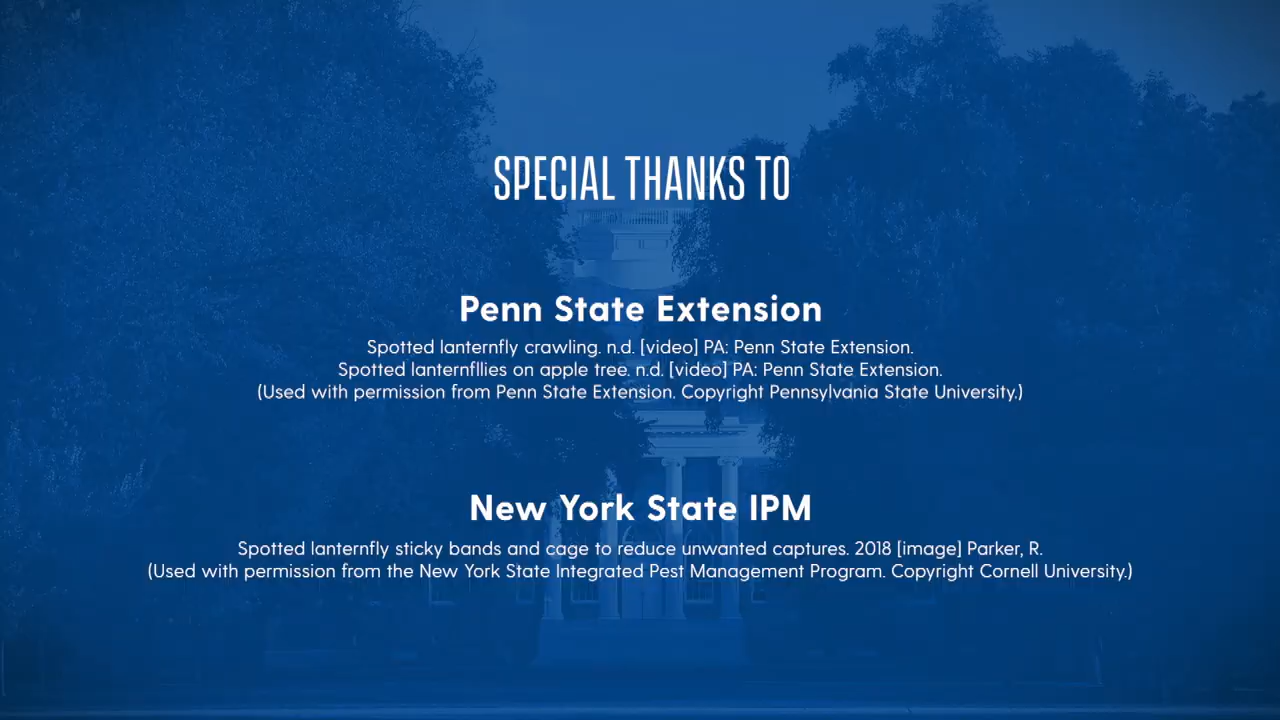 SPECIAL THANKS TO
Penn State Extension
Spotted lanternfly crawling. n.d. [video] PA: Penn State Extension.
Spotted lanternfllies on apple tree. n.d. [video] PA: Penn State Extension.
(Used with permission from Penn State Extension. Copyright Pennsylvania State University.)
New York State IPM
Spotted lanternfly sticky bands and cage to reduce unwanted captures. 2018 [image] Parker, R.
(Used with permission from the New York State Integrated Pest Management Program. Copyright Cornell University.)